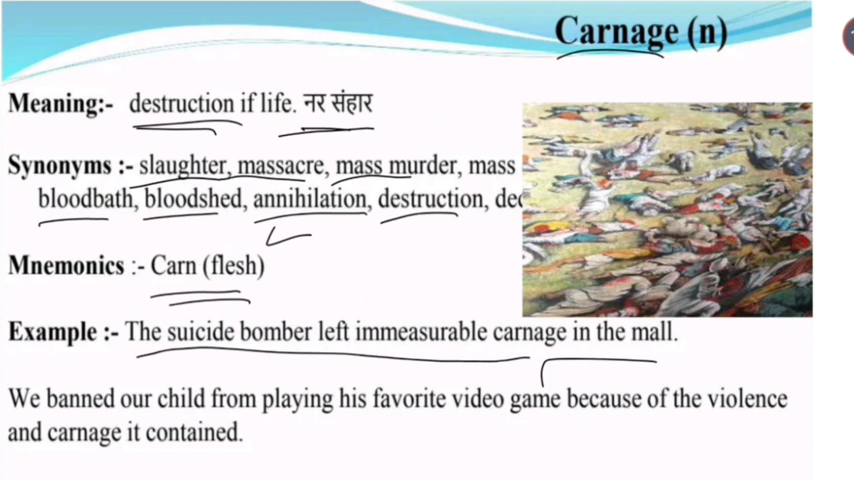 Carnage (n)
Meaning:- destruction if life. नर संहार
Synonyms :- slaughter, massacre, mass murder, mass
bloodbath, bloodshed, annihilation, destruction,
Mnemonics :- Carn (flesh)
Example :- The suicide bomber left immeasurable carnage in the mall.
We banned our child from playing his favorite video game because of the violence
and carnage it contained.